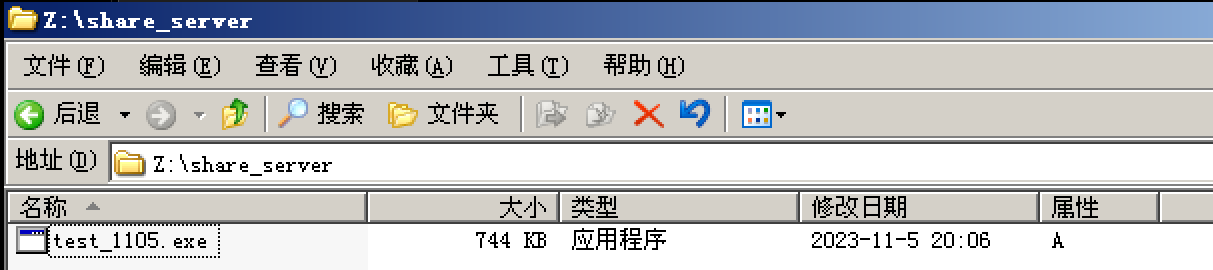 Z:\share_server
文件(F) 编辑(E) 查看(V) 收藏(A) 工具(T) 帮助(H)
后退 搜索 文件夹
地址(D) Z:\share_server
名称 大小 类型 修改日期 属性
test_1105.exe 744 KB 应用程序 2023-11-5 20:06 A